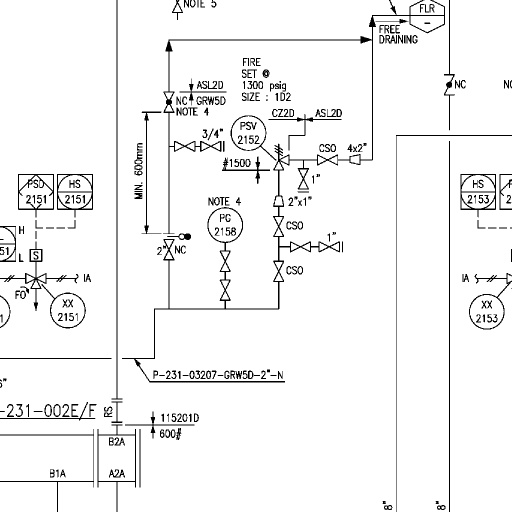 NOTE 5
FLR
–
FREE
DRAINING
FIRE
SET @
1300 psig
SIZE : 1D2
ASL2D
NC GRW5D
NOTE 4
NC
CZ2D
ASL2D
PSV
2152
3/4"
CSO
4x2"
#1500
1"
MIN. 600mm
2"x1"
NOTE 4
PC
2158
CSO
1"
2"
NC
CSO
PSD
2151
HS
2151
HS
2153
H
L
51
S
IA
FO
XX
2151
IA
XX
2153
P-231-03207-GRW5D-2"-N
6"
-231-002E/F
RS
115201D
600#
B2A
B1A
A2A
8"
8"